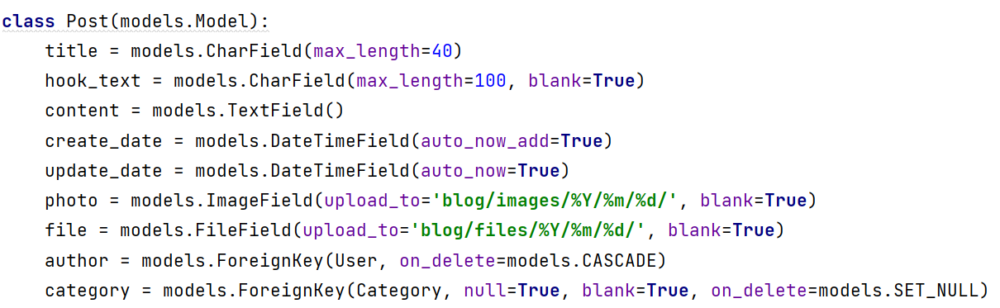 class Post(models.Model):
    title = models.CharField(max_length=40)
    hook_text = models.CharField(max_length=100, blank=True)
    content = models.TextField()
    create_date = models.DateTimeField(auto_now_add=True)
    update_date = models.DateTimeField(auto_now=True)
    photo = models.ImageField(upload_to='blog/images/%Y/%m/%d/', blank=True)
    file = models.FileField(upload_to='blog/files/%Y/%m/%d/', blank=True)
    author = models.ForeignKey(User, on_delete=models.CASCADE)
    category = models.ForeignKey(Category, null=True, blank=True, on_delete=models.SET_NULL)